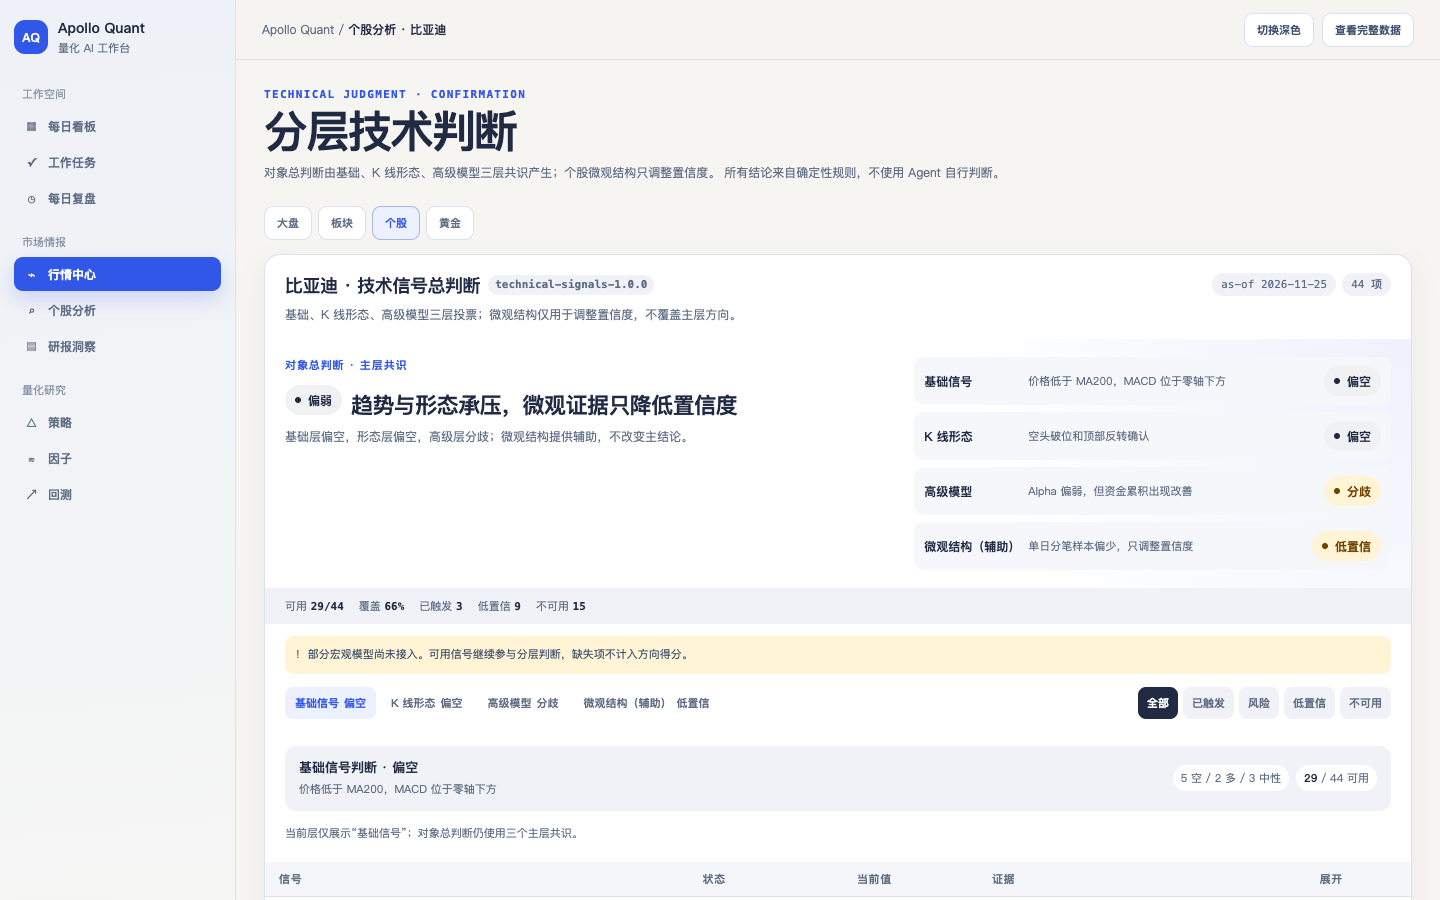 AQ
Apollo Quant
量化 AI 工作台
工作空间
每日看板
工作任务
每日复盘
市场情报
行情中心
个股分析
研报洞察
量化研究
策略
因子
回测
Apollo Quant / 个股分析 · 比亚迪
切换深色
查看完整数据
TECHNICAL JUDGMENT · CONFIRMATION
分层技术判断
对象总判断由基础、K 线形态、高级模型三层共识产生；个股微观结构只调整置信度。 所有结论来自确定性规则，不使用 Agent 自行判断。
大盘
板块
个股
黄金
比亚迪 · 技术信号总判断
technical-signals-1.0.0
as-of 2026-11-25
44 项
基础、K 线形态、高级模型三层投票；微观结构仅用于调整置信度，不覆盖主层方向。
对象总判断 · 主层共识
偏弱
趋势与形态承压，微观证据只降低置信度
基础层偏空，形态层偏空，高级层分歧；微观结构提供辅助，不改变主结论。
基础信号
价格低于 MA200，MACD 位于零轴下方
偏空
K 线形态
空头破位和顶部反转确认
偏空
高级模型
Alpha 偏弱，但资金累积出现改善
分歧
微观结构（辅助）
单日分笔样本偏少，只调整置信度
低置信
可用 29/44 覆盖 66% 已触发 3 低置信 9 不可用 15
! 部分宏观模型尚未接入。可用信号继续参与分层判断，缺失项不计入方向得分。
基础信号 偏空
K 线形态 偏空
高级模型 分歧
微观结构（辅助） 低置信
全部
已触发
风险
低置信
不可用
基础信号判断 · 偏空
价格低于 MA200，MACD 位于零轴下方
5 空 / 2 多 / 3 中性
29 / 44 可用
当前层仅展示“基础信号”；对象总判断仍使用三个主层共识。
信号
状态
当前值
证据
展开